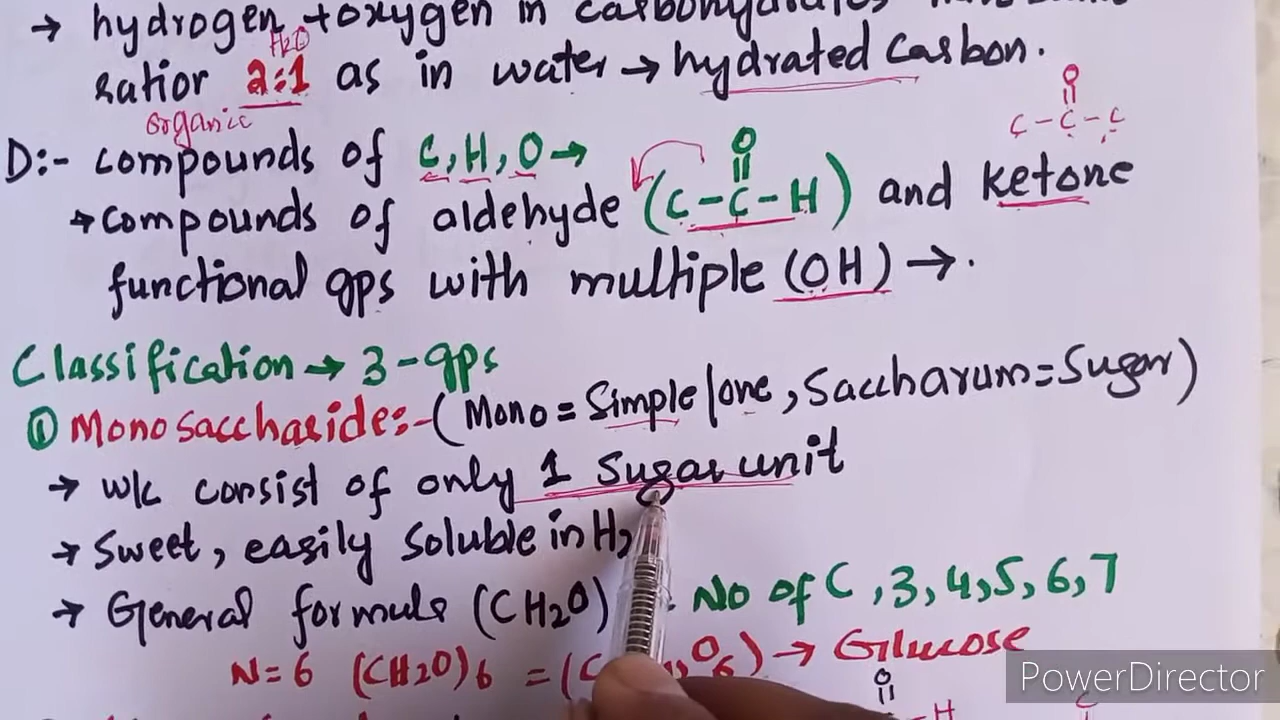 → hydrogen + oxygen in carbohydrates
H2O
ratior 2:1 as in water → hydrated carbon.
organic
O
C-C-C
D:- compounds of C, H, O →
O
→ compounds of aldehyde (C-C-H) and ketone
functional gps with multiple (OH) → .
Classification → 3-gps
① Monosaccharide:- (Mono = Simple/one, Saccharum = Sugar)
→ wc consist of only 1 Sugar unit
→ Sweet, easily soluble in H
→ General formula (CH2O) No of C, 3, 4, 5, 6, 7
N=6 (CH2O)6 = (C O6) → Glucose
O
H
C
PowerDirector